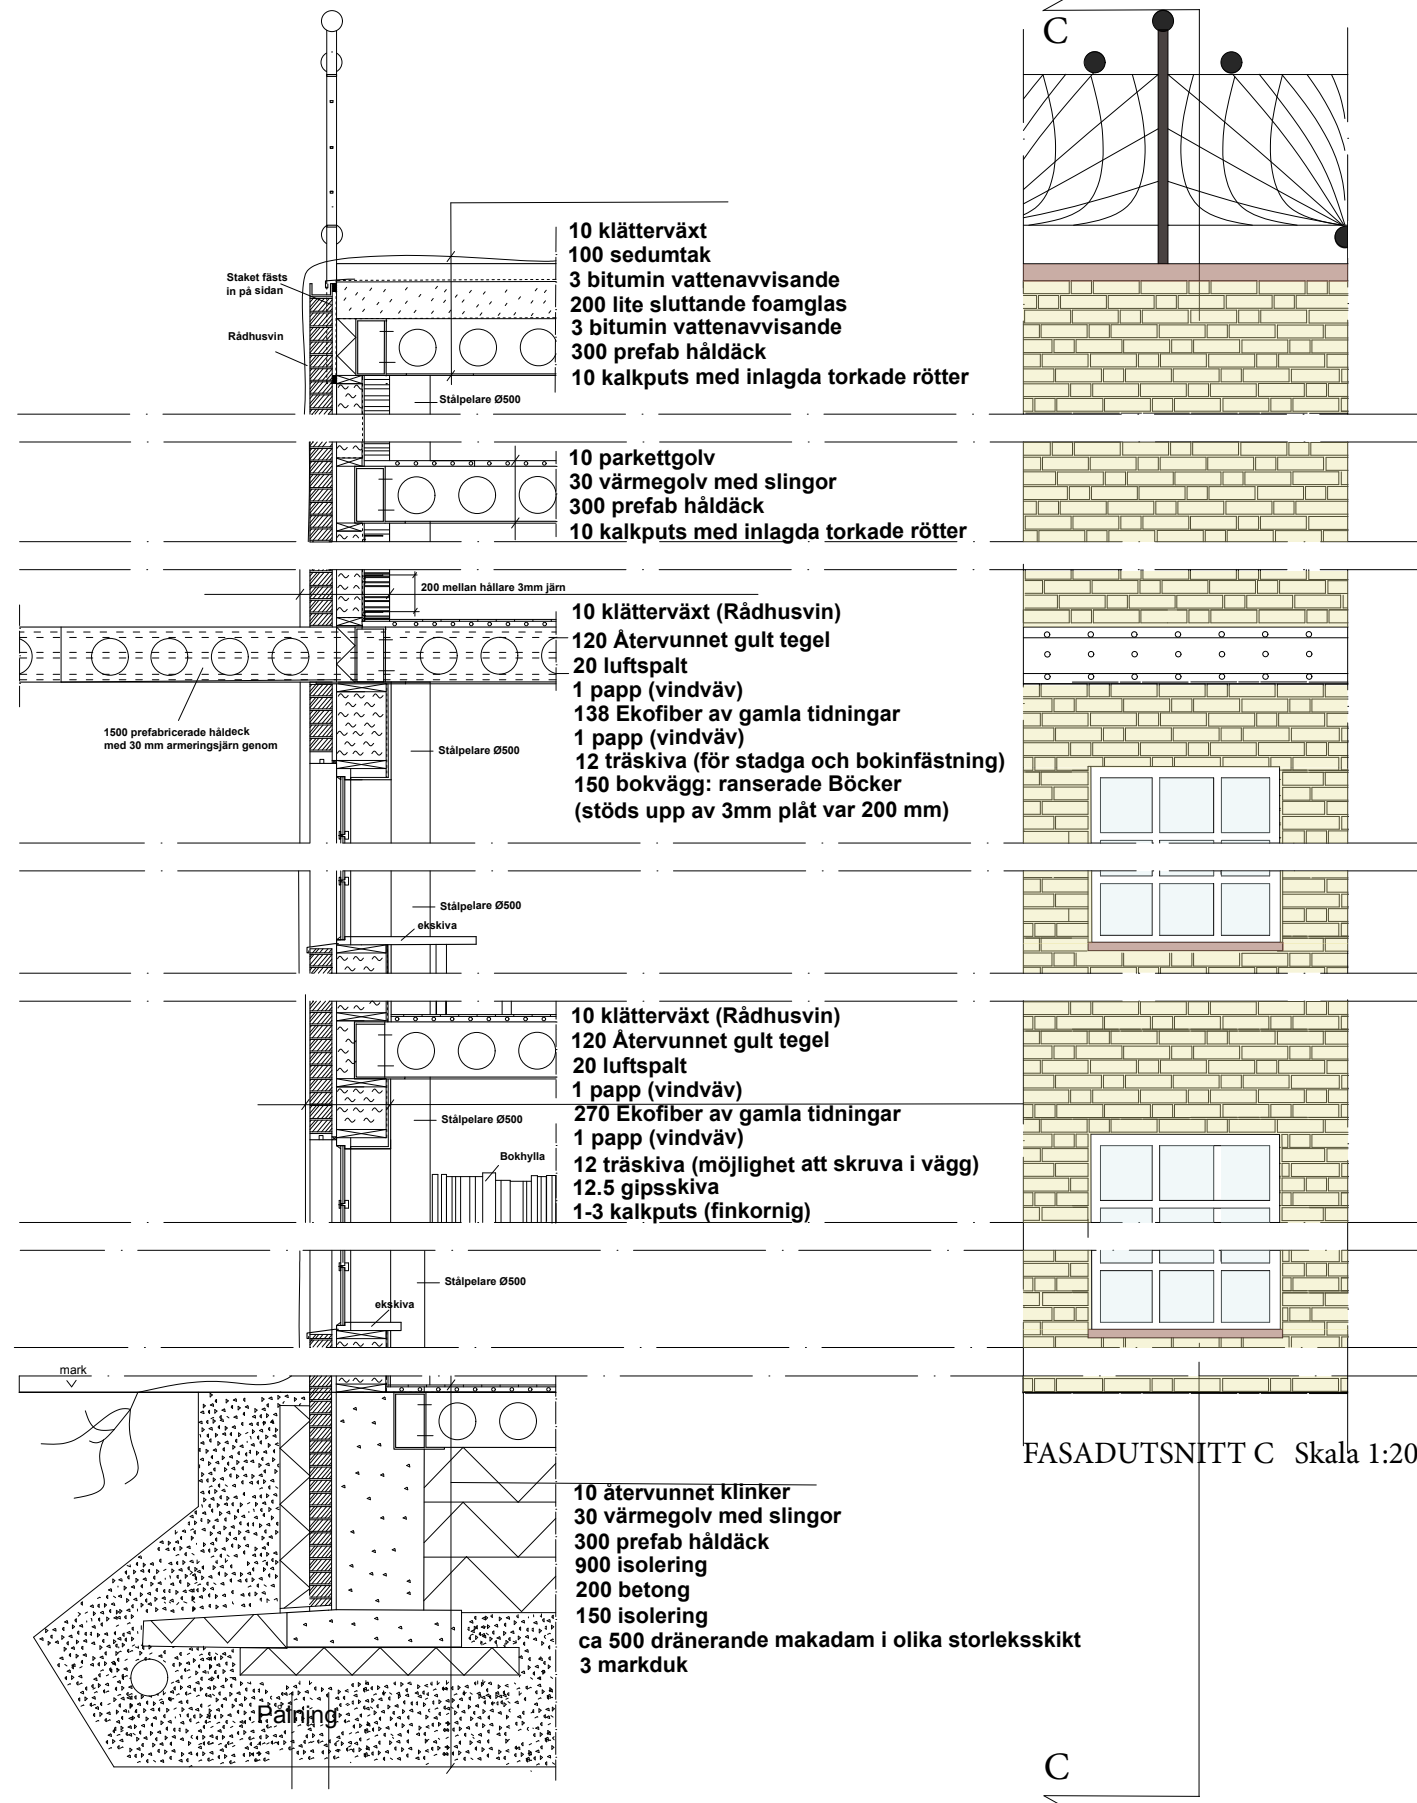 C
10 klätterväxt
100 sedumtak
3 bitumin vattenavvisande
200 lite sluttande foamglas
3 bitumin vattenavvisande
300 prefab håldäck
10 kalkputs med inlagda torkade rötter
Staket fästs
in på sidan
Rådhusvin
Stålpelare Ø500
10 parkettgolv
30 värmegolv med slingor
300 prefab håldäck
10 kalkputs med inlagda torkade rötter
200 mellan hållare 3mm järn
10 klätterväxt (Rådhusvin)
120 Återvunnet gult tegel
20 luftspalt
1 papp (vindväv)
138 Ekofiber av gamla tidningar
1 papp (vindväv)
12 träskiva (för stadga och bokinfästning)
150 bokvägg: ranserade Böcker
(stöds upp av 3mm plåt var 200 mm)
1500 prefabricerade håldeck
med 30 mm armeringsjärn genom
Stålpelare Ø500
Stålpelare Ø500
ekskiva
10 klätterväxt (Rådhusvin)
120 Återvunnet gult tegel
20 luftspalt
1 papp (vindväv)
270 Ekofiber av gamla tidningar
1 papp (vindväv)
12 träskiva (möjlighet att skruva i vägg)
12.5 gipsskiva
1-3 kalkputs (finkornig)
Stålpelare Ø500
Bokhylla
Stålpelare Ø500
ekskiva
mark
FASADUTSNITT C Skala 1:20
10 återvunnet klinker
30 värmegolv med slingor
300 prefab håldäck
900 isolering
200 betong
150 isolering
ca 500 dränerande makadam i olika storleksskikt
3 markduk
Pålning
C